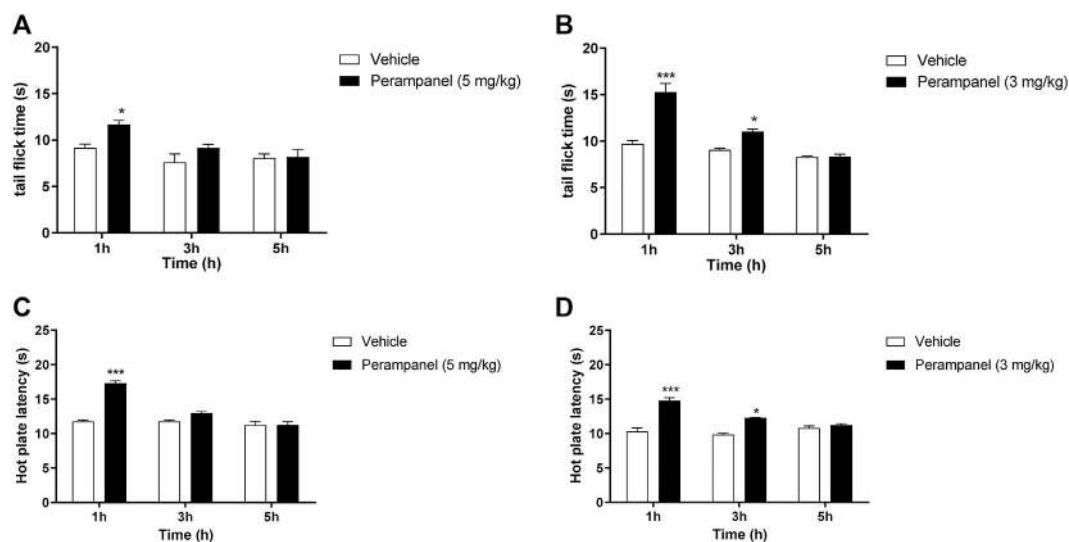 A
20
15
10
5
0
tail flick time (s)
*
1h
3h
5h
Time (h)
Vehicle
Perampanel (5 mg/kg)
B
20
15
10
5
0
tail flick time (s)
***
*
1h
3h
5h
Time (h)
Vehicle
Perampanel (3 mg/kg)
C
25
20
15
10
5
0
Hot plate latency (s)
***
1h
3h
5h
Time (h)
Vehicle
Perampanel (5 mg/kg)
D
25
20
15
10
5
0
Hot plate latency (s)
***
*
1h
3h
5h
Time (h)
Vehicle
Perampanel (3 mg/kg)